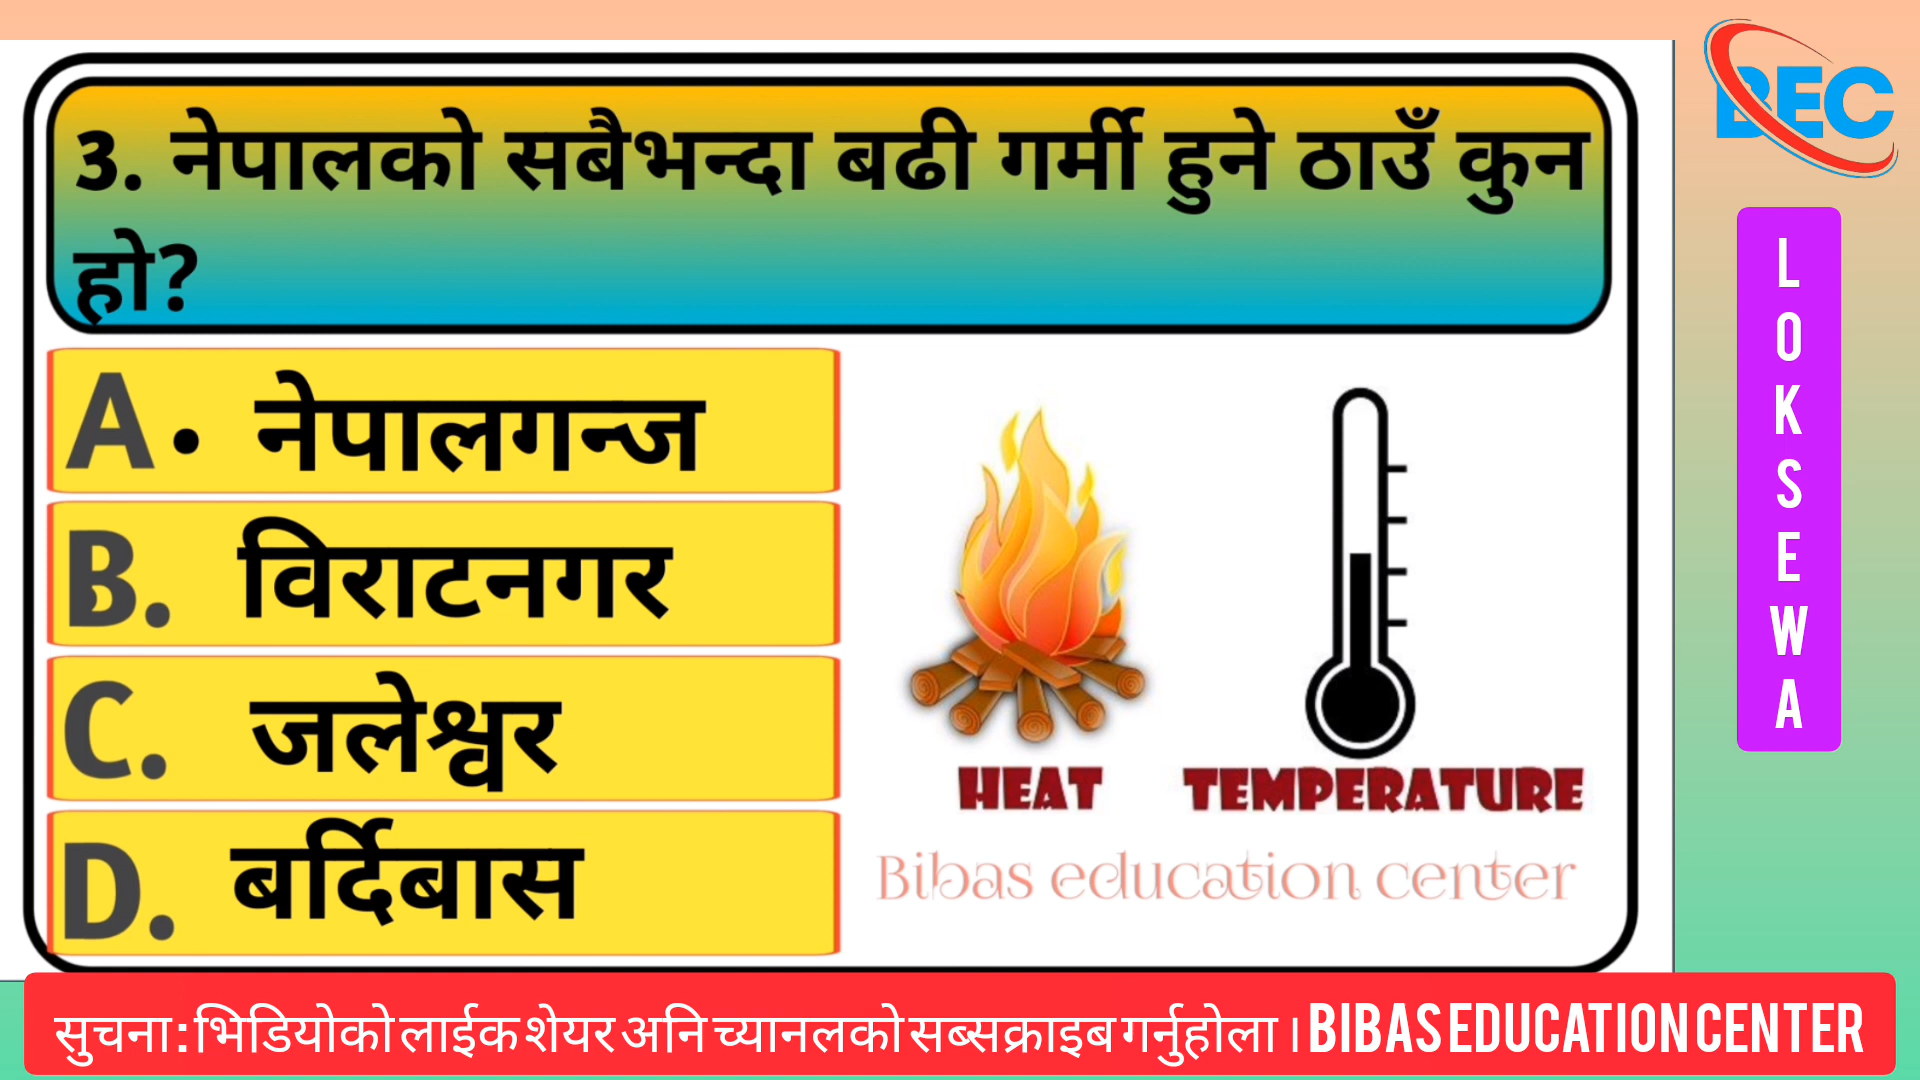 BEC
3. नेपालको सबैभन्दा बढी गर्मी हुने ठाउँ कुन
हो?
A. नेपालगन्ज
B. विराटनगर
C. जलेश्वर
D. बर्दिबास
HEAT
TEMPERATURE
Bibas education center
L
O
K
S
E
W
A
सुचना : भिडियोको लाईक शेयर अनि च्यानलको सब्सक्राइब गर्नुहोला । BIBAS EDUCATION CENTER